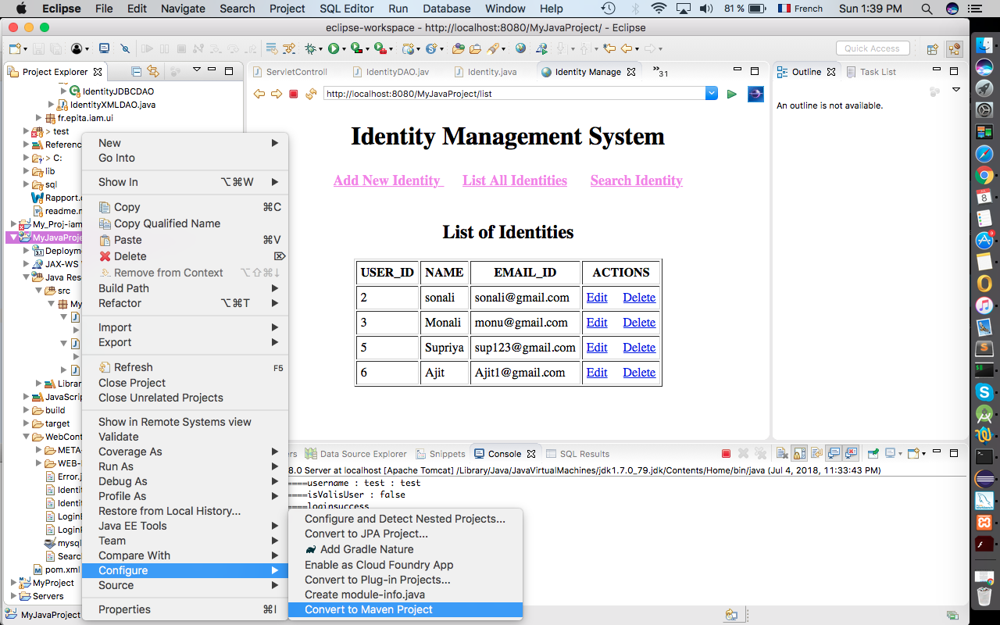 Eclipse File Edit Navigate Search Project SQL Editor Run Database Window Help 81 % French Sun 1:39 PM
eclipse-workspace - http://localhost:8080/MyJavaProject/ - Eclipse
Quick Access
Project Explorer
IdentityJDBCDAO
IdentityXMLDAO.java
fr.epita.iam.ui
> test
Referenc
> C:
lib
sql
Rapport.d
readme.m
My_Proj-iam
MyJavaProje
Deployme
JAX-WS
Java Reso
src
My
Librar
JavaScrip
build
target
WebCont
META-
WEB-I
Error.j
Identit
Identit
LoginE
LoginF
mysql
Searc
pom.xml
MyProject
Servers
MyJavaProject
New
Go Into
Show In ⌥⌘W
Copy ⌘C
Copy Qualified Name
Paste ⌘V
Delete ⌦
Remove from Context ⌥⇧⌘↓
Build Path
Refactor ⌥⌘T
Import
Export
Refresh F5
Close Project
Close Unrelated Projects
Show in Remote Systems view
Validate
Coverage As
Run As
Debug As
Profile As
Restore from Local History...
Java EE Tools
Team
Compare With
Configure
Source
Properties ⌘I
Configure and Detect Nested Projects...
Convert to JPA Project...
Add Gradle Nature
Enable as Cloud Foundry App
Convert to Plug-in Projects...
Create module-info.java
Convert to Maven Project
ServletControll IdentityDAO.jav Identity.java Identity Manage »31
http://localhost:8080/MyJavaProject/list
Identity Management System
Add New Identity List All Identities Search Identity
List of Identities
USER_ID NAME EMAIL_ID ACTIONS
2 sonali sonali@gmail.com Edit Delete
3 Monali monu@gmail.com Edit Delete
5 Supriya sup123@gmail.com Edit Delete
6 Ajit Ajit1@gmail.com Edit Delete
Outline Task List
An outline is not available.
ers Data Source Explorer Snippets Console SQL Results
8.0 Server at localhost [Apache Tomcat] /Library/Java/JavaVirtualMachines/jdk1.7.0_79.jdk/Contents/Home/bin/java (Jul 4, 2018, 11:33:43 PM)
====username : test : test
====isValisUser : false
====loginsuccess